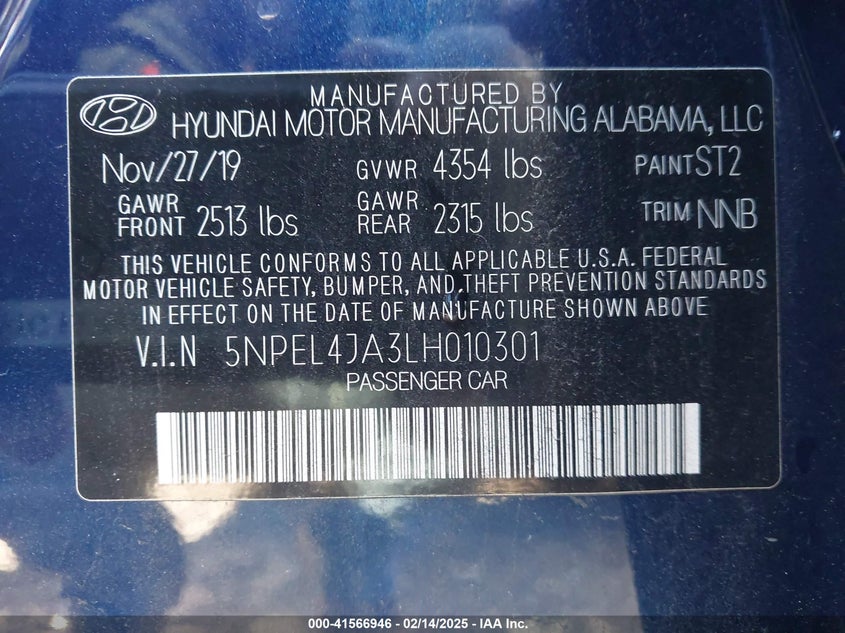 MANUFACTURED BY
HYUNDAI MOTOR MANUFACTURING ALABAMA, LLC
Nov/27/19 GVWR 4354 lbs PAINT ST2
GAWR FRONT 2513 lbs GAWR REAR 2315 lbs TRIM NNB
THIS VEHICLE CONFORMS TO ALL APPLICABLE U.S.A. FEDERAL
MOTOR VEHICLE SAFETY, BUMPER, AND THEFT PREVENTION STANDARDS
IN EFFECT ON THE DATE OF MANUFACTURE SHOWN ABOVE
V.I.N 5NPEL4JA3LH010301
PASSENGER CAR
000-41566946 - 02/14/2025 - IAA Inc.